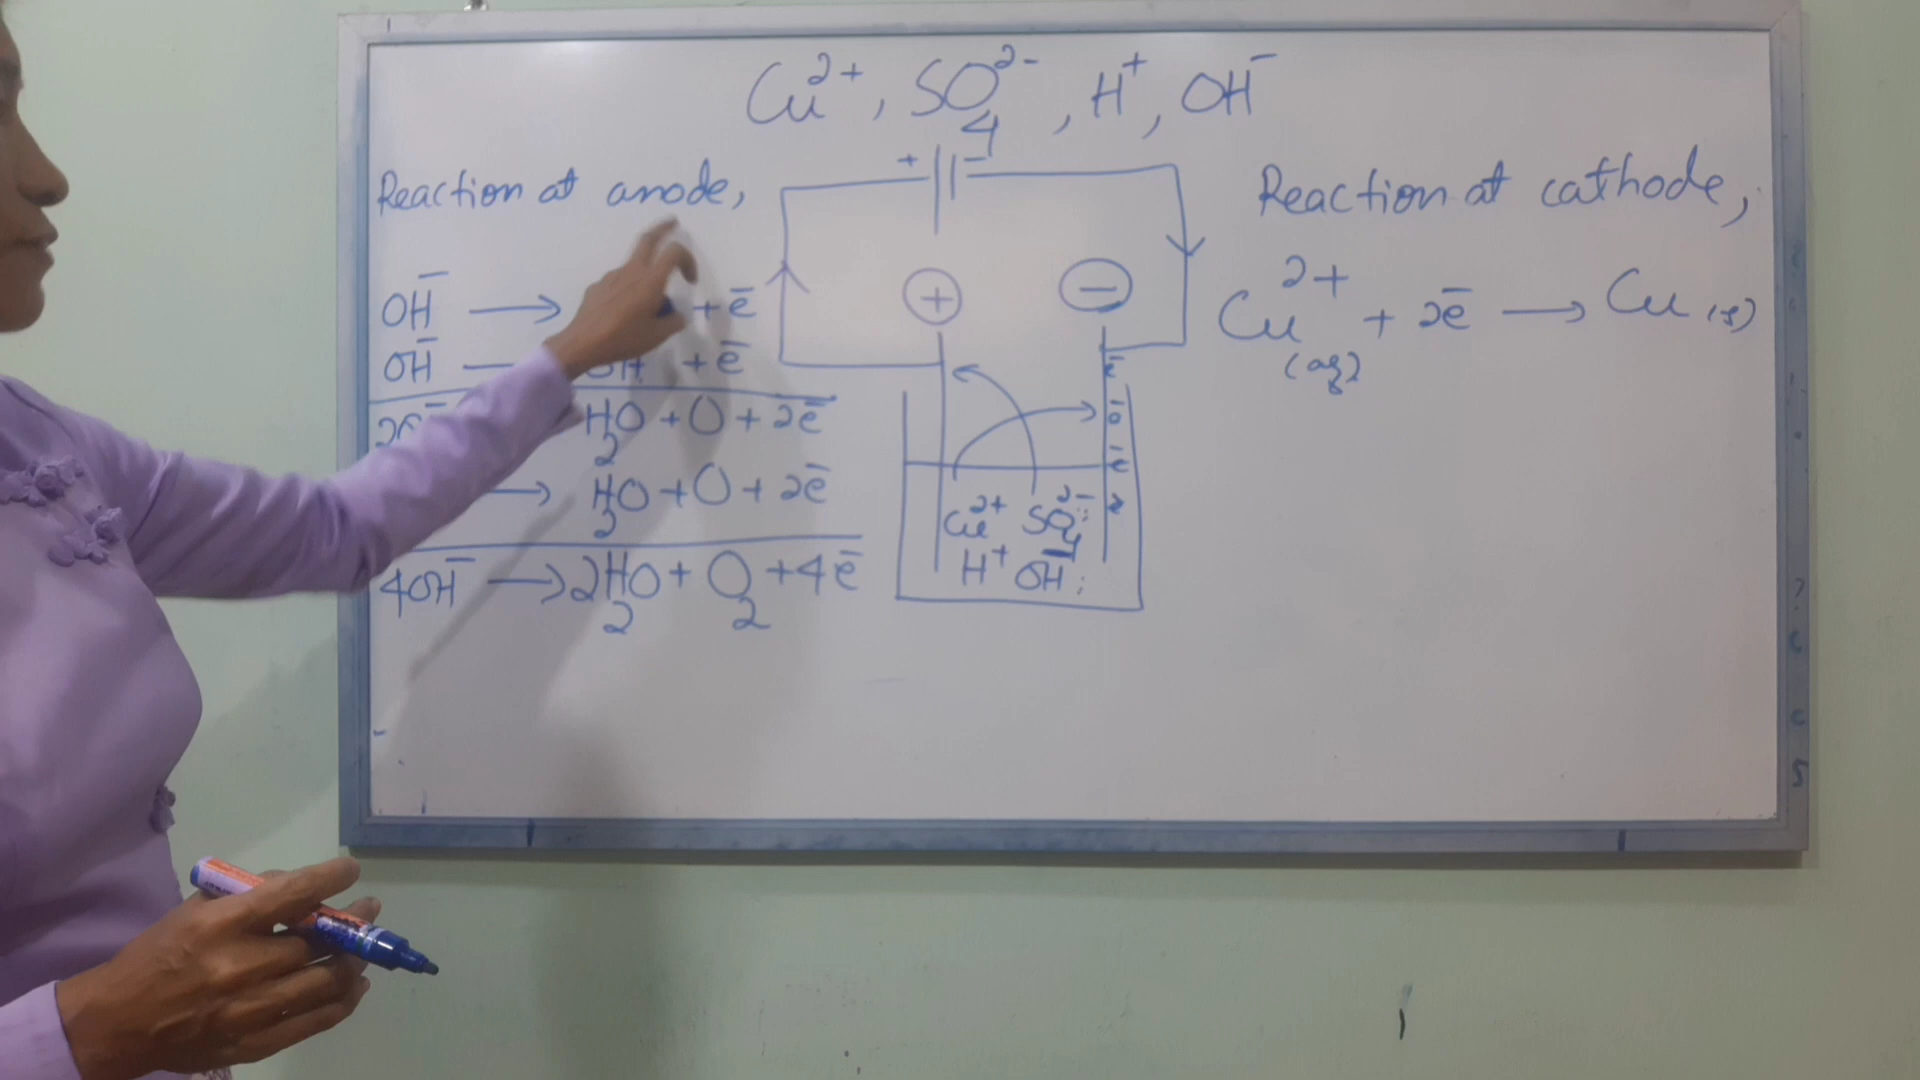 Cu²⁺, SO₄²⁻, H⁺, OH⁻
Reaction at anode,
OH⁻ → + e⁻
OH⁻ — OH + e⁻
H₂O + O + 2e⁻
→ H₂O + O + 2e⁻
4OH⁻ → 2H₂O + O₂ + 4e⁻
+ −
+ −
Cu²⁺ SO₄²⁻
H⁺ OH⁻
Reaction at cathode,
Cu²⁺(aq) + 2e⁻ → Cu(s)